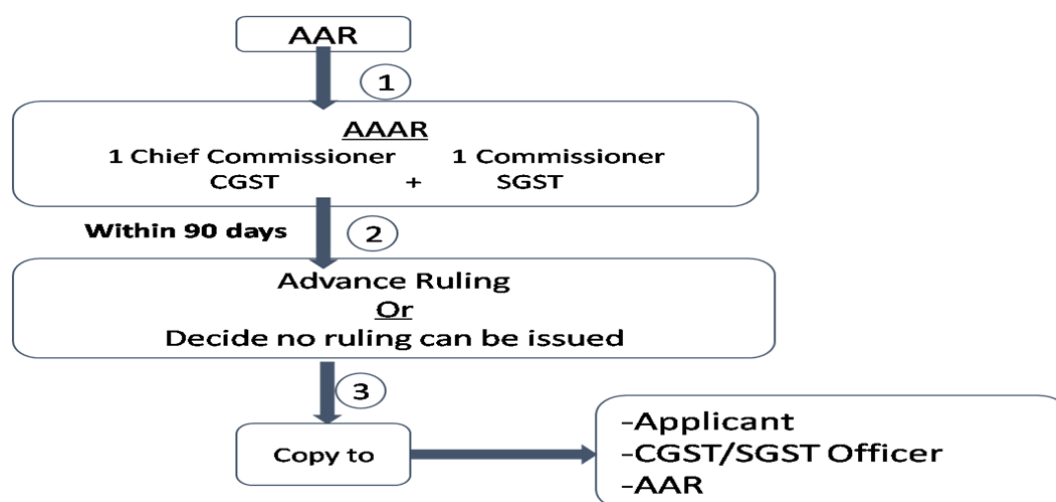 AAR
1
AAAR
1 Chief Commissioner 1 Commissioner
CGST + SGST
Within 90 days 2
Advance Ruling
Or
Decide no ruling can be issued
3
Copy to
-Applicant
-CGST/SGST Officer
-AAR